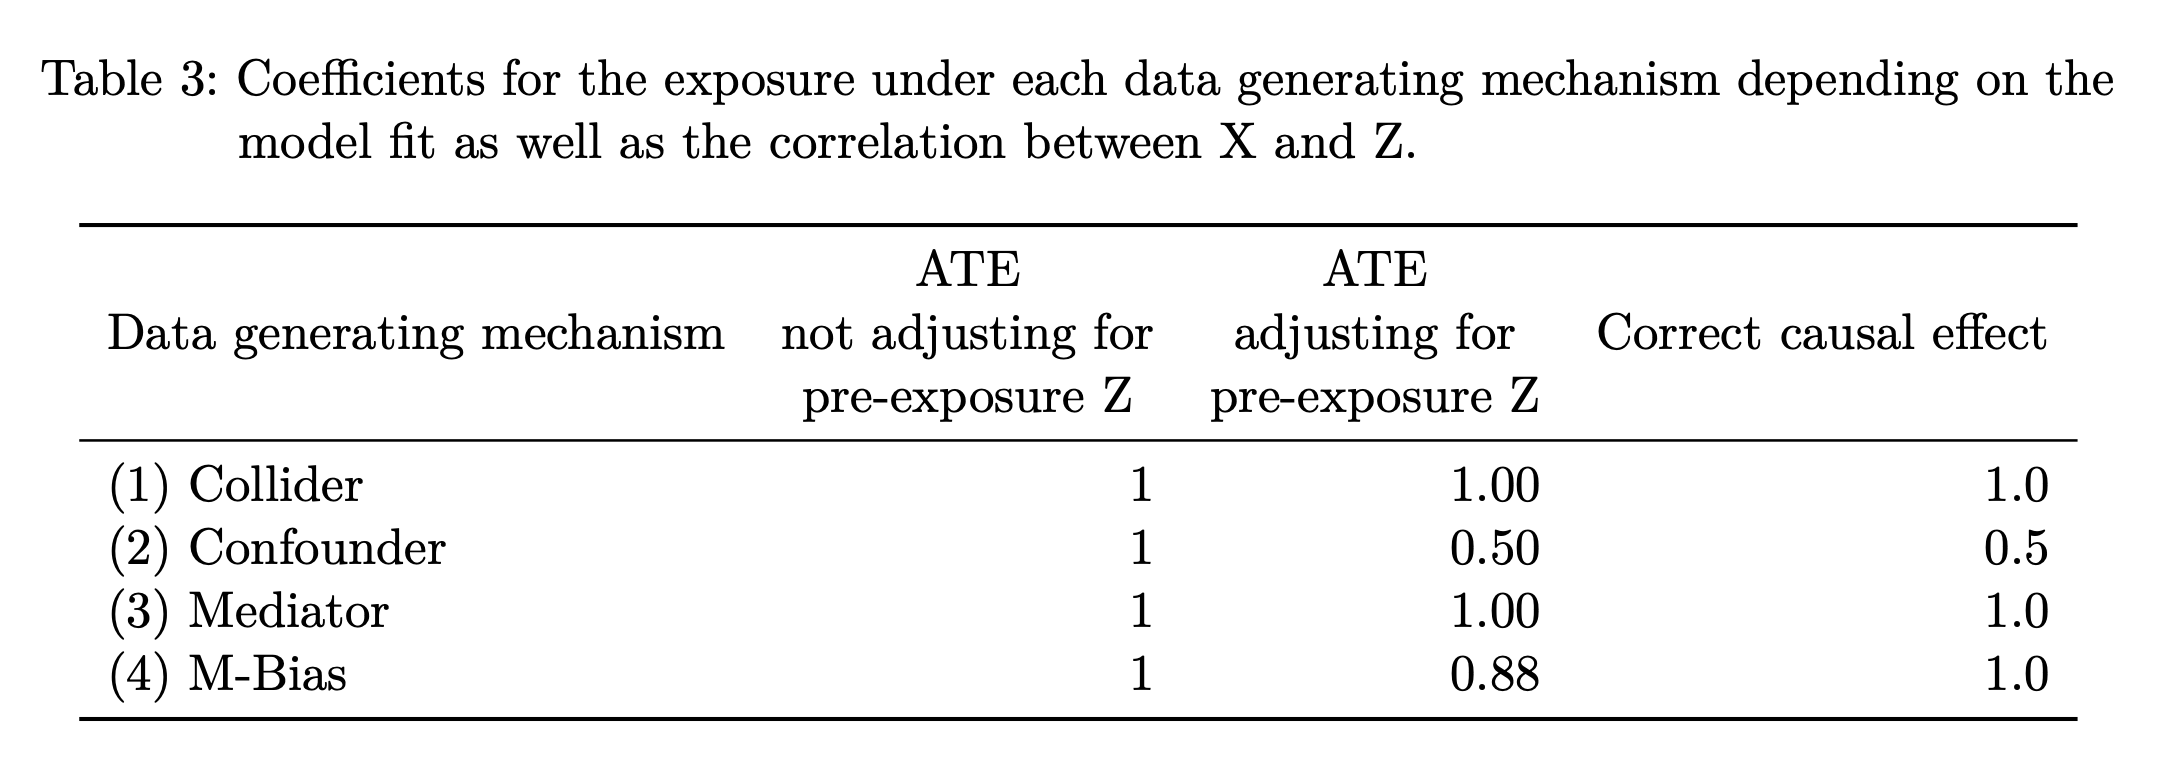 Table 3: Coefficients for the exposure under each data generating mechanism depending on the
model fit as well as the correlation between X and Z.
ATE ATE
Data generating mechanism not adjusting for adjusting for Correct causal effect
pre-exposure Z pre-exposure Z
(1) Collider 1 1.00 1.0
(2) Confounder 1 0.50 0.5
(3) Mediator 1 1.00 1.0
(4) M-Bias 1 0.88 1.0